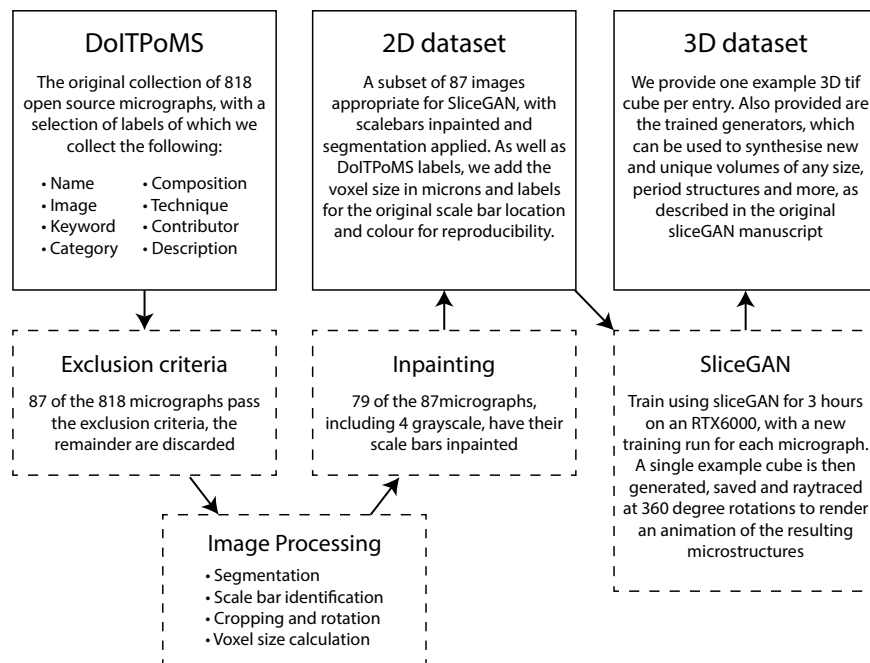 DoITPoMS
The original collection of 818
open source micrographs, with a
selection of labels of which we
collect the following:
• Name
• Image
• Keyword
• Category
• Composition
• Technique
• Contributor
• Description
2D dataset
A subset of 87 images
appropriate for SliceGAN, with
scalebars inpainted and
segmentation applied. As well as
DoITPoMS labels, we add the
voxel size in microns and labels
for the original scale bar location
and colour for reproducibility.
3D dataset
We provide one example 3D tif
cube per entry. Also provided are
the trained generators, which
can be used to synthesise new
and unique volumes of any size,
period structures and more, as
described in the original
sliceGAN manuscript
Exclusion criteria
87 of the 818 micrographs pass
the exclusion criteria, the
remainder are discarded
Inpainting
79 of the 87micrographs,
including 4 grayscale, have their
scale bars inpainted
SliceGAN
Train using sliceGAN for 3 hours
on an RTX6000, with a new
training run for each micrograph.
A single example cube is then
generated, saved and raytraced
at 360 degree rotations to render
an animation of the resulting
microstructures
Image Processing
• Segmentation
• Scale bar identification
• Cropping and rotation
• Voxel size calculation